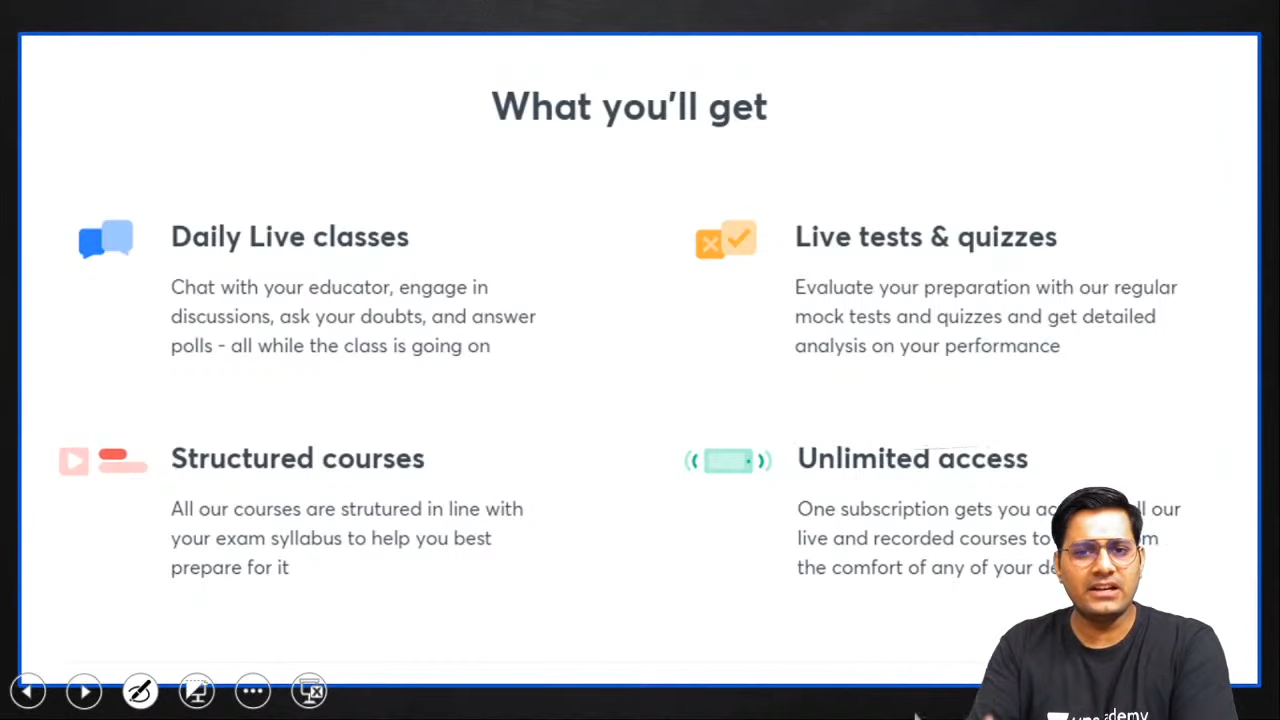 What you'll get
Daily Live classes
Chat with your educator, engage in
discussions, ask your doubts, and answer
polls - all while the class is going on
Live tests & quizzes
Evaluate your preparation with our regular
mock tests and quizzes and get detailed
analysis on your performance
Structured courses
All our courses are strutured in line with
your exam syllabus to help you best
prepare for it
Unlimited access
One subscription gets you our
live and recorded courses to
the comfort of any of your